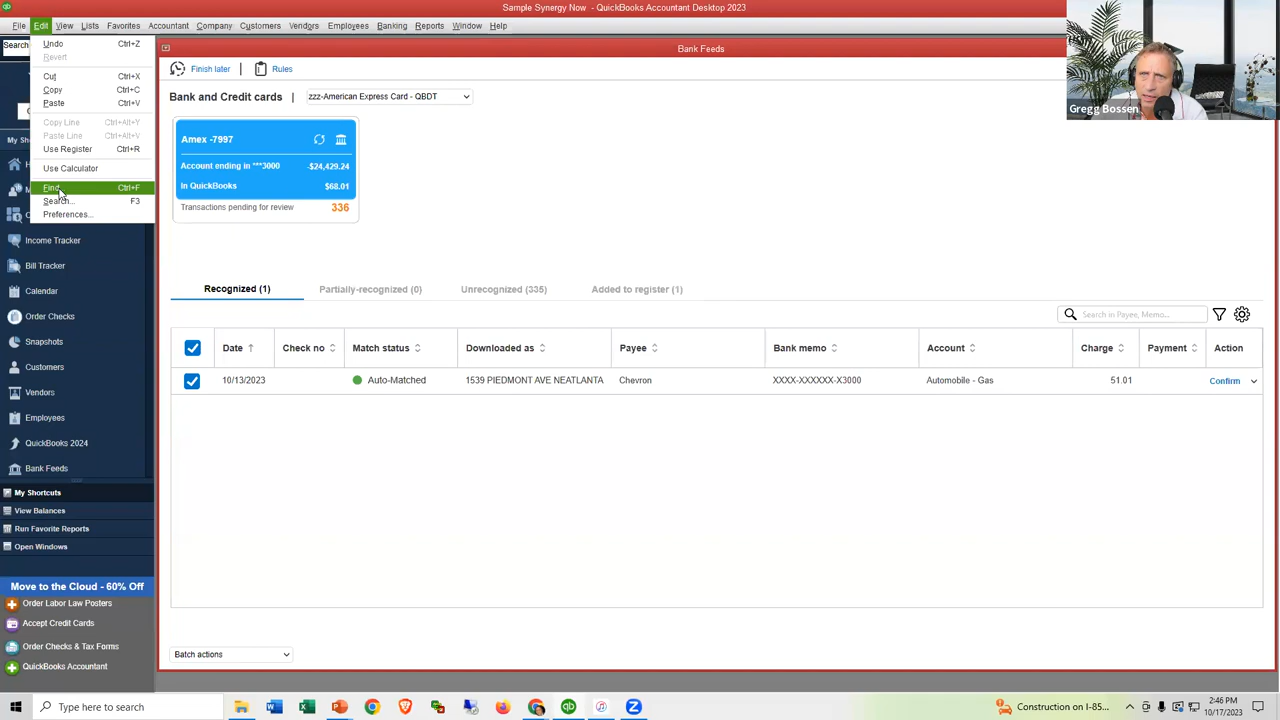 Sample Synergy Now - QuickBooks Accountant Desktop 2023
File Edit View Lists Favorites Accountant Company Customers Vendors Employees Banking Reports Window Help
Search
Undo Ctrl+Z
Revert
Cut Ctrl+X
Copy Ctrl+C
Paste Ctrl+V
Copy Line Ctrl+Alt+Y
Paste Line Ctrl+Alt+V
Use Register Ctrl+R
Use Calculator
Find... Ctrl+F
Search... F3
Preferences...
My Sh
Income Tracker
Bill Tracker
Calendar
Order Checks
Snapshots
Customers
Vendors
Employees
QuickBooks 2024
Bank Feeds
My Shortcuts
View Balances
Run Favorite Reports
Open Windows
Move to the Cloud - 60% Off
Order Labor Law Posters
Accept Credit Cards
Order Checks & Tax Forms
QuickBooks Accountant
Bank Feeds
Finish later | Rules
Bank and Credit cards | zzz-American Express Card - QBDT
Amex -7997
Account ending in ***3000 -$24,429.24
In QuickBooks $68.01
Transactions pending for review 336
Recognized (1) Partially-recognized (0) Unrecognized (335) Added to register (1)
Search in Payee, Memo...
Date Check no Match status Downloaded as Payee Bank memo Account Charge Payment Action
10/13/2023 Auto-Matched 1539 PIEDMONT AVE NEATLANTA Chevron XXXX-XXXXXX-X3000 Automobile - Gas 51.01 Confirm
Batch actions
Gregg Bossen
Type here to search
Construction on I-85...
2:46 PM
10/17/2023